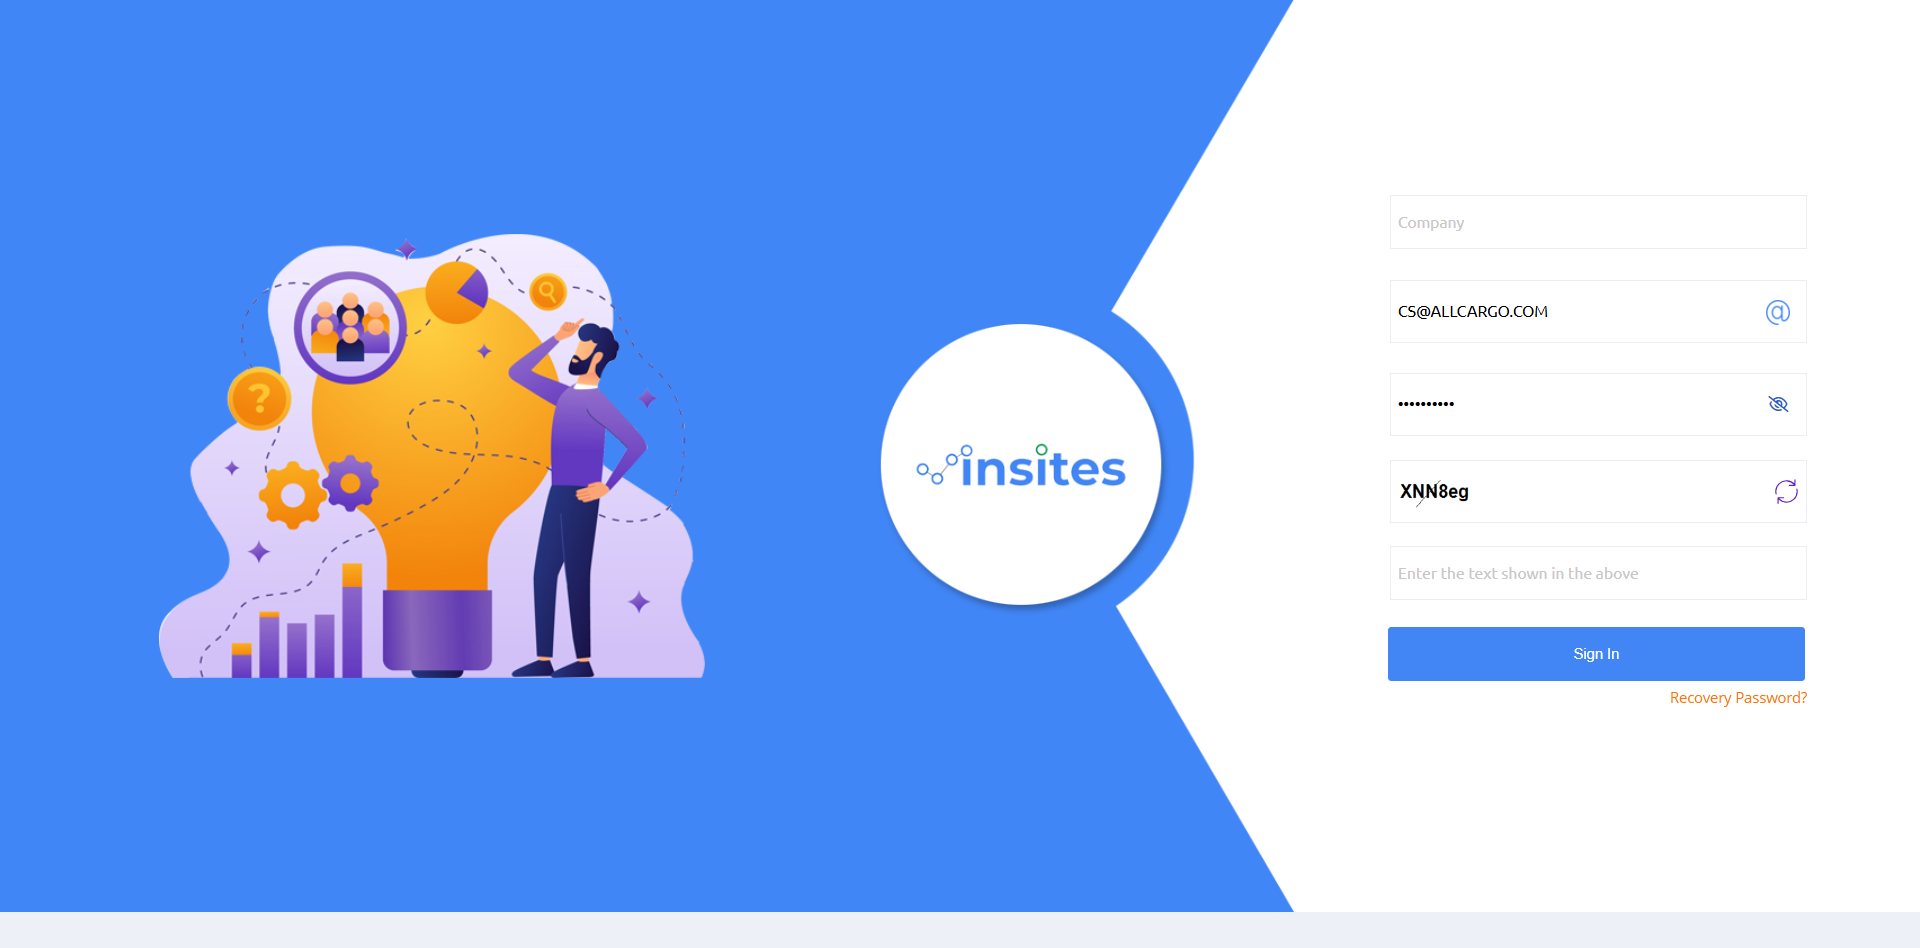 ?
insites
Company
CS@ALLCARGO.COM
@
••••••••••
XNN8eg
Enter the text shown in the above
Sign In
Recovery Password?